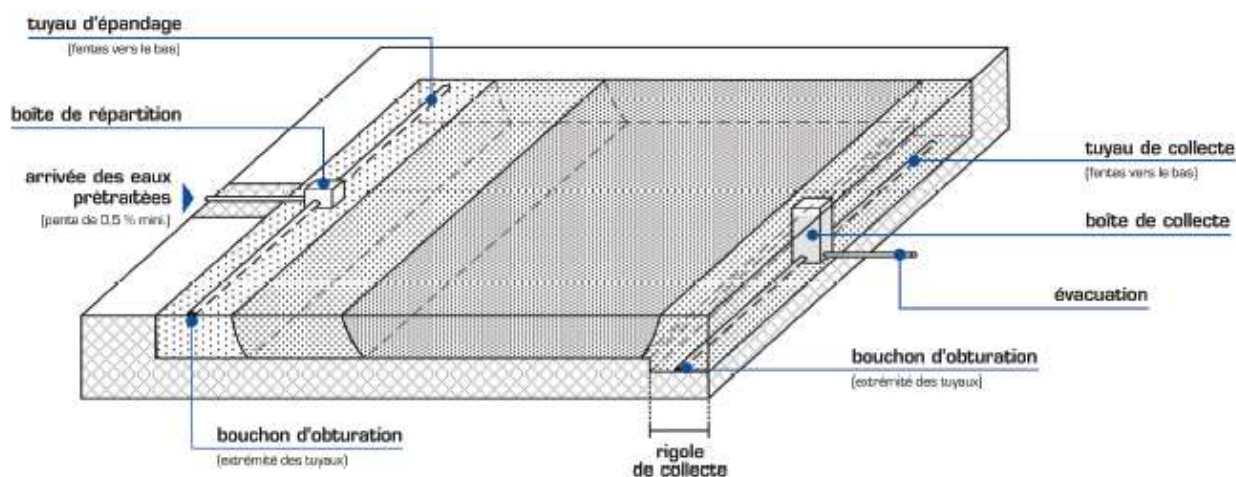 tuyau d'épandage
(fentes vers le bas)
boîte de répartition
arrivée des eaux
prétraitées
(pente de 0,5 % mini.)
tuyau de collecte
(fentes vers le bas)
boîte de collecte
évacuation
bouchon d'obturation
(extrémité des tuyaux)
bouchon d'obturation
(extrémité des tuyaux)
rigole
de collecte